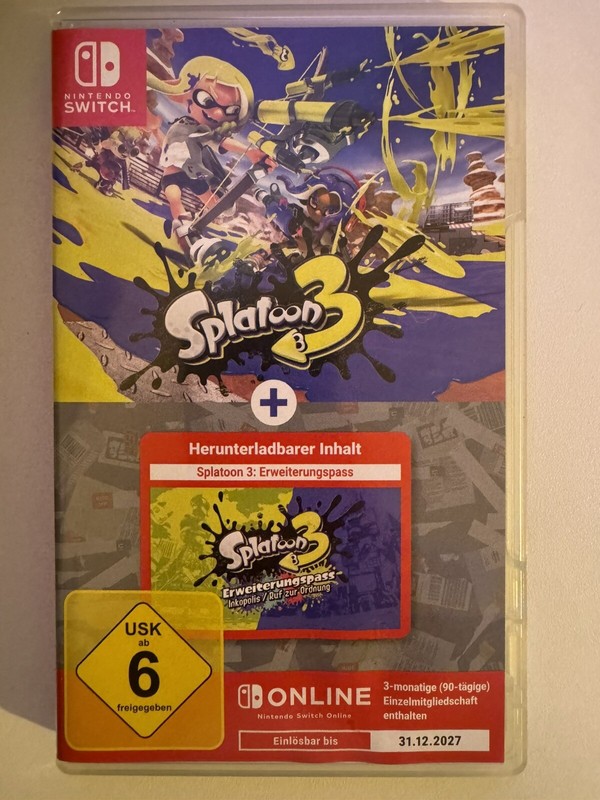 NINTENDO
SWITCH™
Splatoon 3
+
Herunterladbarer Inhalt
Splatoon 3: Erweiterungspass
Splatoon 3
Erweiterungspass
Inkopolis / Ruf zur Ordnung
USK
ab
6
freigegeben
ONLINE
Nintendo Switch Online
3-monatige (90-tägige)
Einzelmitgliedschaft
enthalten
Einlösbar bis
31.12.2027